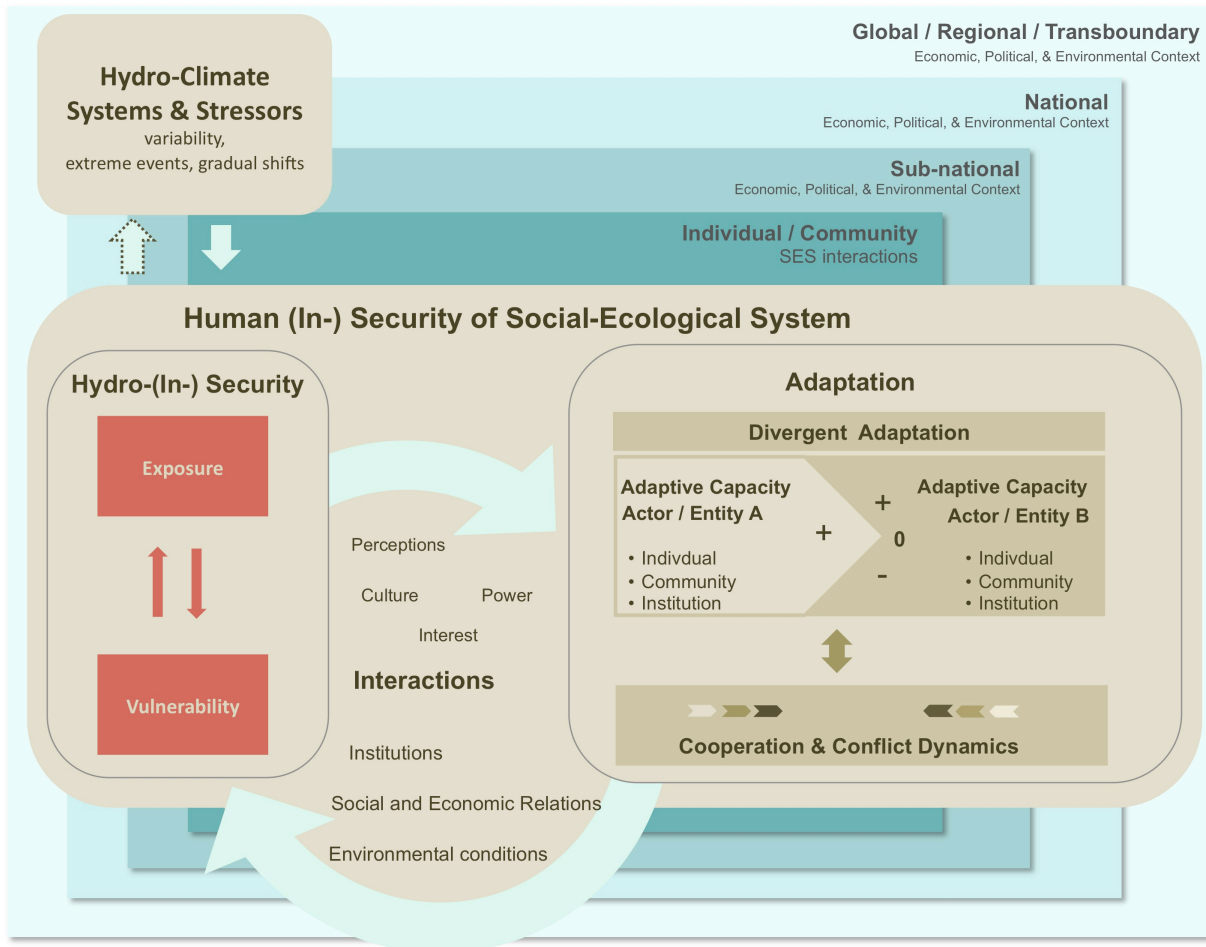 Hydro-Climate
Systems & Stressors
variability,
extreme events, gradual shifts
Global / Regional / Transboundary
Economic, Political, & Environmental Context
National
Economic, Political, & Environmental Context
Sub-national
Economic, Political, & Environmental Context
Individual / Community
SES interactions
Human (In-) Security of Social-Ecological System
Hydro-(In-) Security
Exposure
Vulnerability
Perceptions
Culture Power
Interest
Interactions
Institutions
Social and Economic Relations
Environmental conditions
Adaptation
Divergent Adaptation
Adaptive Capacity
Actor / Entity A
• Indivdual
• Community
• Institution
+
+
0
-
Adaptive Capacity
Actor / Entity B
• Indivdual
• Community
• Institution
Cooperation & Conflict Dynamics